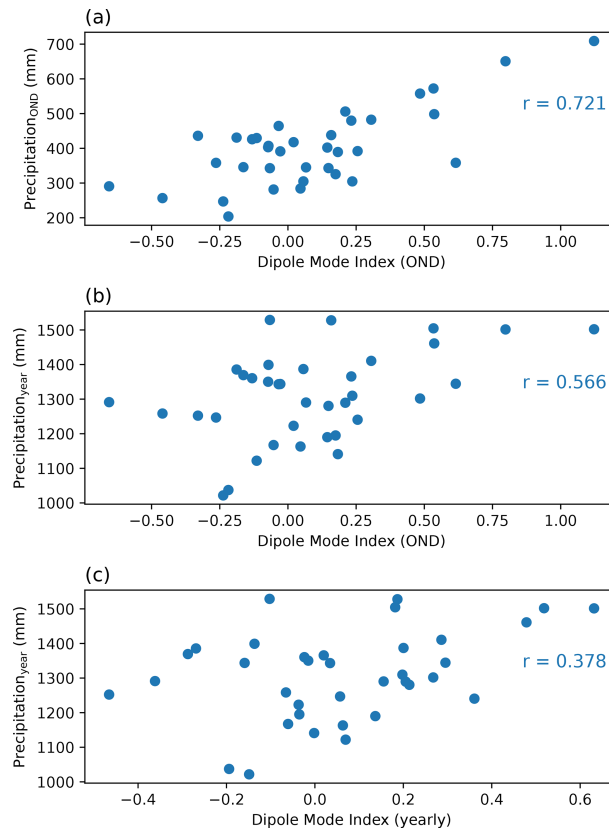 (a)
700
600
500
400
300
200
Precipitation_OND (mm)
r = 0.721
−0.50 −0.25 0.00 0.25 0.50 0.75 1.00
Dipole Mode Index (OND)
(b)
1500
1400
1300
1200
1100
1000
Precipitation_year (mm)
r = 0.566
−0.50 −0.25 0.00 0.25 0.50 0.75 1.00
Dipole Mode Index (OND)
(c)
1500
1400
1300
1200
1100
1000
Precipitation_year (mm)
r = 0.378
−0.4 −0.2 0.0 0.2 0.4 0.6
Dipole Mode Index (yearly)